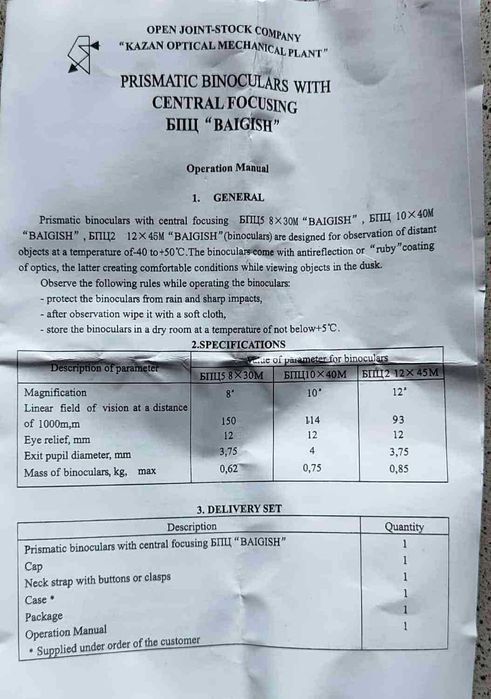 OPEN JOINT-STOCK COMPANY
"KAZAN OPTICAL MECHANICAL PLANT"
PRISMATIC BINOCULARS WITH
CENTRAL FOCUSING
БПЦ "BAIGISH"
Operation Manual
1. GENERAL
Prismatic binoculars with central focusing БПЦ5 8×30M "BAIGISH" , БПЦ 10×40M
"BAIGISH" , БПЦ2 12×45M "BAIGISH"(binoculars) are designed for observation of distant
objects at a temperature of-40 to+50℃.The binoculars come with antireflection or "ruby"coating
of optics, the latter creating comfortable conditions while viewing objects in the dusk.
Observe the following rules while operating the binoculars:
- protect the binoculars from rain and sharp impacts,
- after observation wipe it with a soft cloth,
- store the binoculars in a dry room at a temperature of not below+5℃.
2.SPECIFICATIONS
Description of parameter Value of parameter for binoculars
БПЦ5 8×30M БПЦ10×40M БПЦ2 12×45M
Magnification 8ˣ 10ˣ 12ˣ
Linear field of vision at a distance
of 1000m,m 150 114 93
Eye relief, mm 12 12 12
Exit pupil diameter, mm 3,75 4 3,75
Mass of binoculars, kg, max 0,62 0,75 0,85
3. DELIVERY SET
Description Quantity
Prismatic binoculars with central focusing БПЦ "BAIGISH" 1
Cap 1
Neck strap with buttons or clasps 1
Case * 1
Package 1
Operation Manual 1
* Supplied under order of the customer